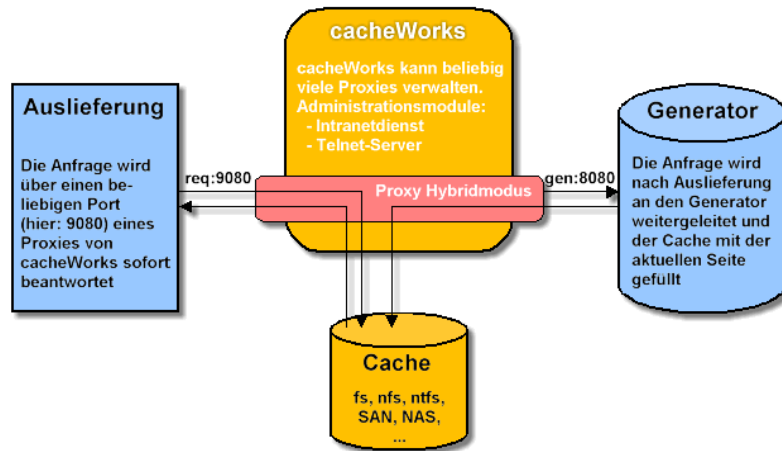 cacheWorks
cacheWorks kann beliebig
viele Proxies verwalten.
Administrationsmodule:
- Intranetdienst
- Telnet-Server
Auslieferung
Die Anfrage wird
über einen be-
liebigen Port
(hier: 9080) eines
Proxies von
cacheWorks sofort
beantwortet
req:9080
Proxy Hybridmodus
gen:8080
Generator
Die Anfrage wird
nach Auslieferung
an den Generator
weitergeleitet und
der Cache mit der
aktuellen Seite
gefüllt
Cache
fs, nfs, ntfs,
SAN, NAS,
...